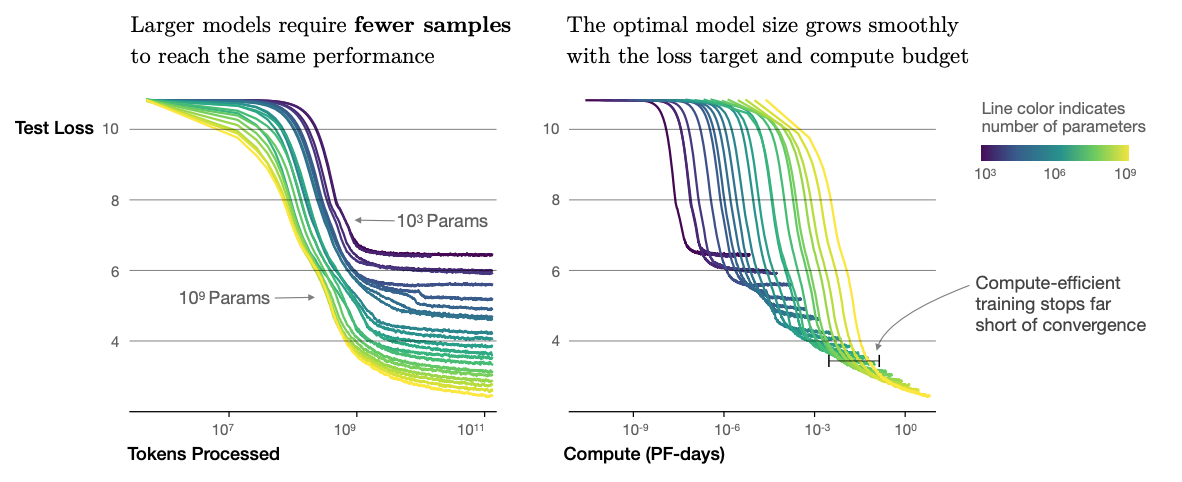 Larger models require fewer samples
to reach the same performance
The optimal model size grows smoothly
with the loss target and compute budget
Test Loss
10
8
6
4
10³ Params
10⁹ Params
10⁷
10⁹
10¹¹
Tokens Processed
10
8
6
4
10⁻⁹
10⁻⁶
10⁻³
10⁰
Compute (PF-days)
Line color indicates
number of parameters
10³
10⁶
10⁹
Compute-efficient
training stops far
short of convergence